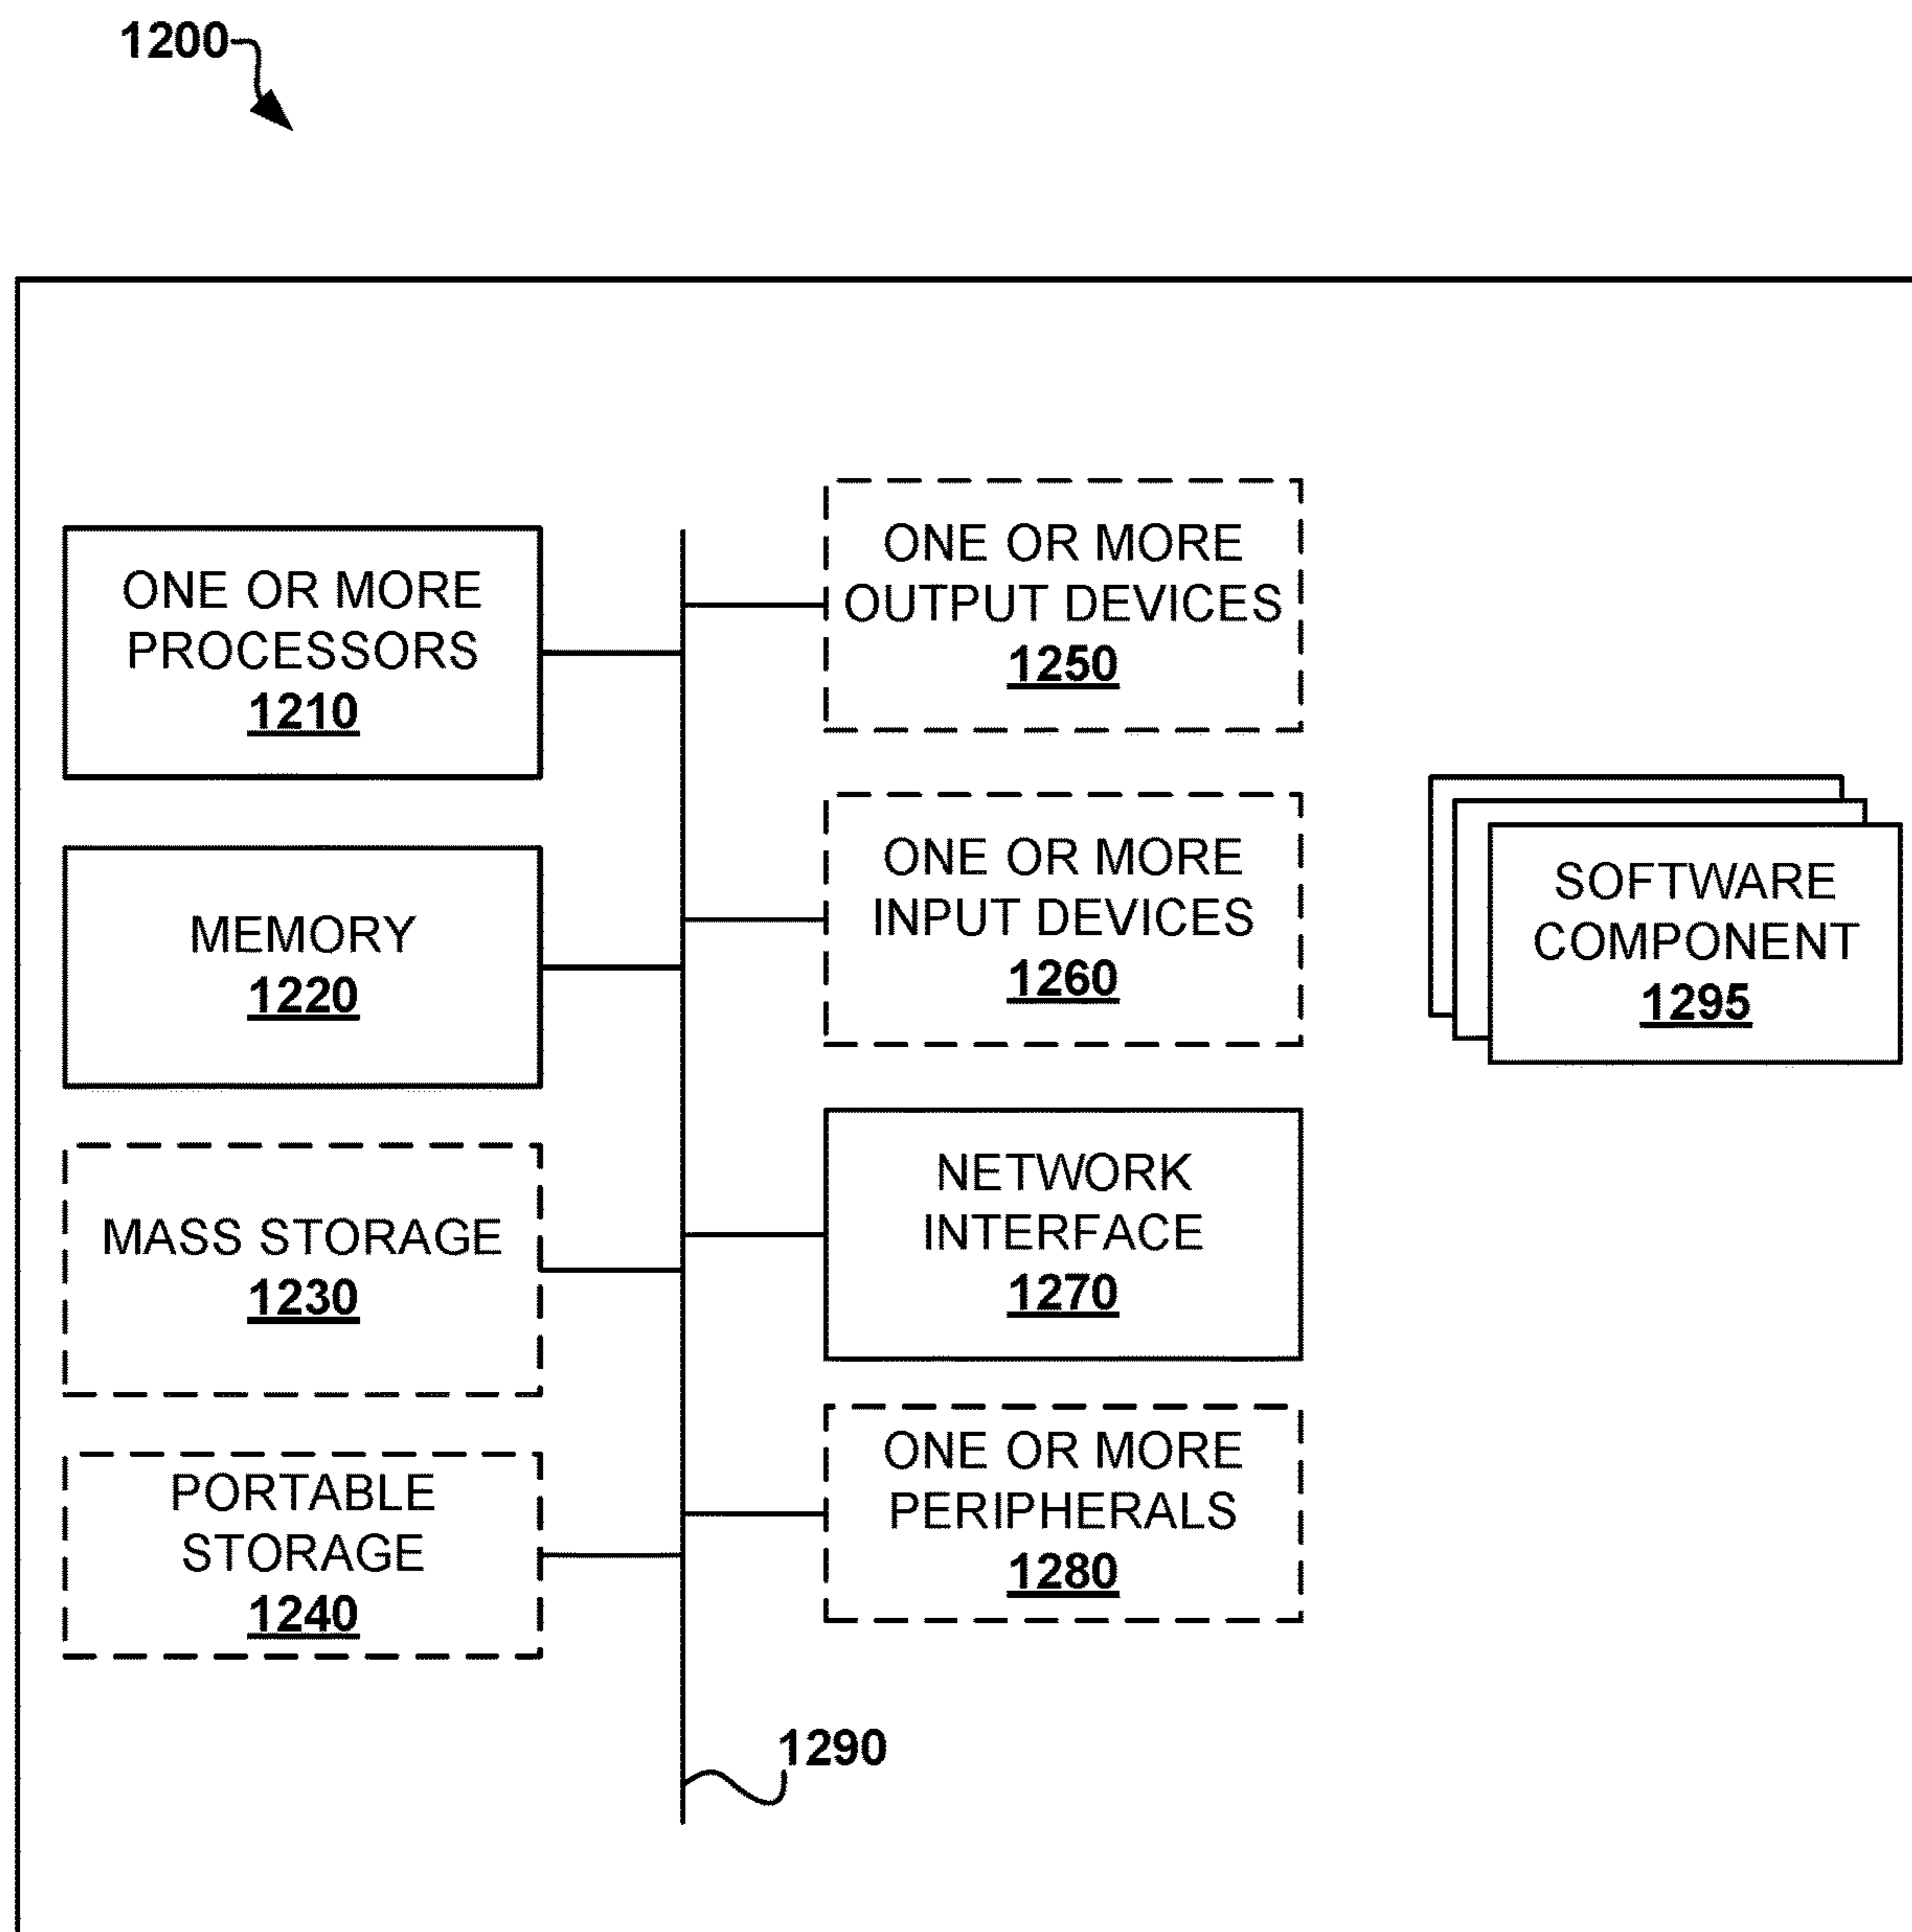 1200
ONE OR MORE
PROCESSORS
1210
MEMORY
1220
MASS STORAGE
1230
PORTABLE
STORAGE
1240
ONE OR MORE
OUTPUT DEVICES
1250
ONE OR MORE
INPUT DEVICES
1260
NETWORK
INTERFACE
1270
ONE OR MORE
PERIPHERALS
1280
1290
SOFTWARE
COMPONENT
1295